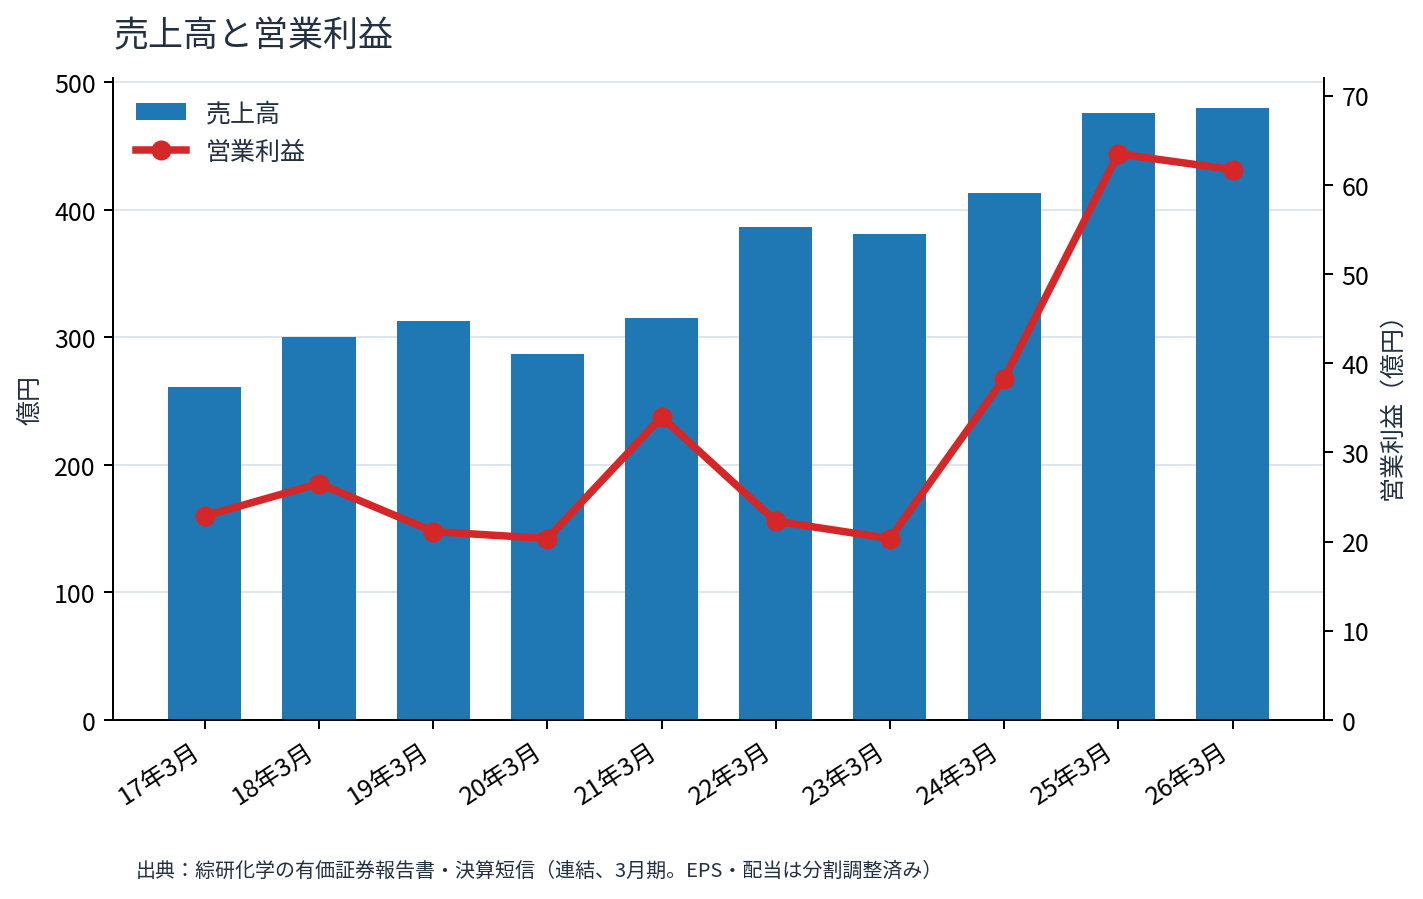 売上高と営業利益
売上高
営業利益
500
400
300
200
100
0
億円
70
60
50
40
30
20
10
0
営業利益（億円）
17年3月
18年3月
19年3月
20年3月
21年3月
22年3月
23年3月
24年3月
25年3月
26年3月
出典：綜研化学の有価証券報告書・決算短信（連結、3月期。EPS・配当は分割調整済み）